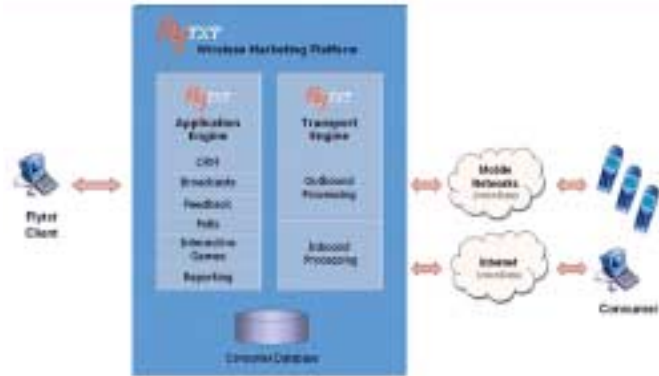 FlyTXT
Wireless Marketing Platform
FlyTXT
Application
Engine
CRM
Broadcasts
Feedback
Polls
Interactive
Games
Reporting
FlyTXT
Transport
Engine
Outbound
Processing
Inbound
Processing
Consumer Database
Flytxt
Client
Mobile
Networks
Internet
Consumer